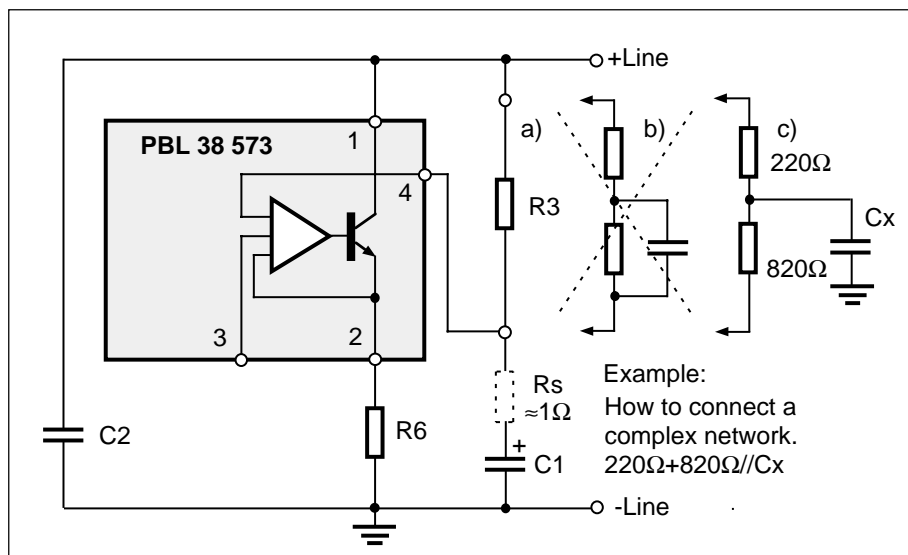 +Line
PBL 38 573
1
4
3
2
R3
a)
b)
c)
220Ω
820Ω
Cx
C2
R6
Rs
≈1Ω
+
C1
-Line
Example:
How to connect a
complex network.
220Ω+820Ω//Cx